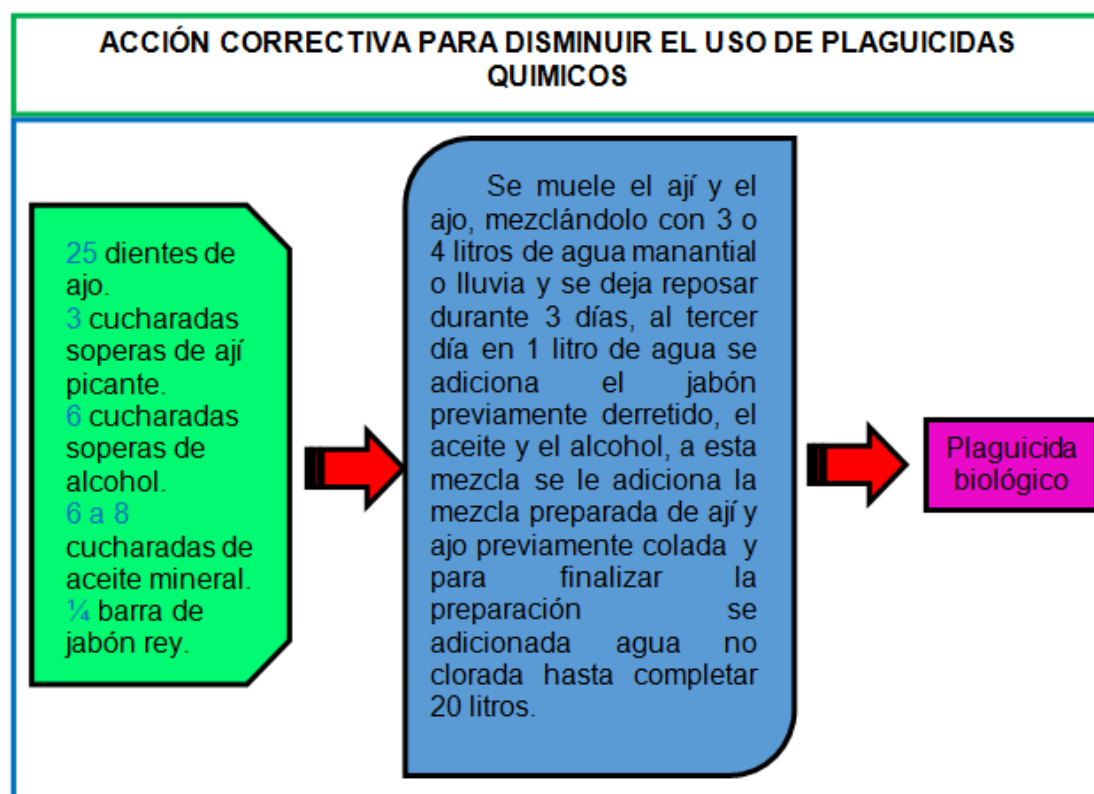 ACCIÓN CORRECTIVA PARA DISMINUIR EL USO DE PLAGUICIDAS
QUIMICOS
25 dientes de
ajo.
3 cucharadas
soperas de ají
picante.
6 cucharadas
soperas de
alcohol.
6 a 8
cucharadas de
aceite mineral.
¼ barra de
jabón rey.
Se muele el ají y el
ajo, mezclándolo con 3 o
4 litros de agua manantial
o lluvia y se deja reposar
durante 3 días, al tercer
día en 1 litro de agua se
adiciona el jabón
previamente derretido, el
aceite y el alcohol, a esta
mezcla se le adiciona la
mezcla preparada de ají y
ajo previamente colada y
para finalizar la
preparación se
adicionada agua no
clorada hasta completar
20 litros.
Plaguicida
biológico